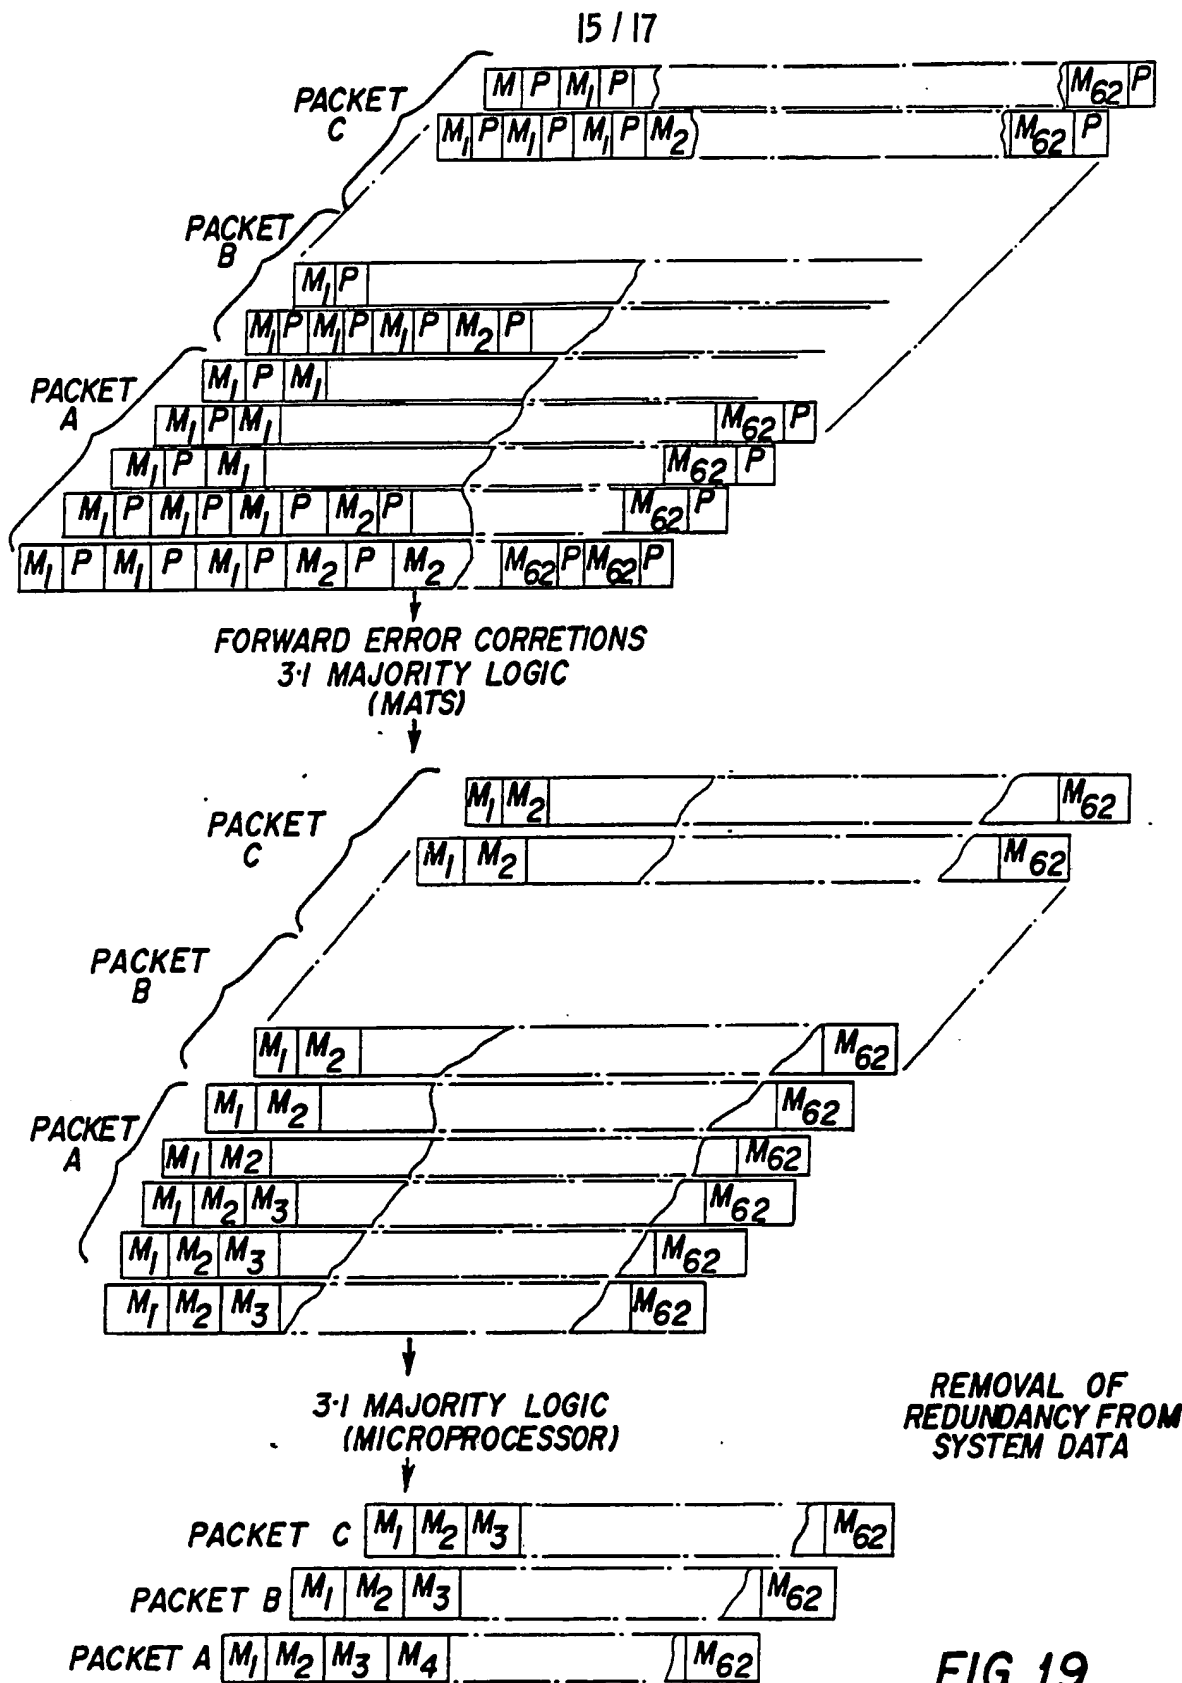 15/17
PACKET C
M P M1 P M62 P
M1 P M1 P M1 P M2 M62 P
PACKET B
M1 P
M1 P M1 P M1 P M2 P
PACKET A
M1 P M1
M1 P M1 M62 P
M1 P M1 M62 P
M1 P M1 P M1 P M2 P M62 P
M1 P M1 P M1 P M2 P M2 M62 P M62 P
FORWARD ERROR CORRETIONS
3·1 MAJORITY LOGIC
(MATS)
PACKET C
M1 M2 M62
M1 M2 M62
PACKET B
M1 M2 M62
PACKET A
M1 M2 M62
M1 M2 M62
M1 M2 M3 M62
M1 M2 M3 M62
M1 M2 M3 M62
3·1 MAJORITY LOGIC
(MICROPROCESSOR)
REMOVAL OF
REDUNDANCY FROM
SYSTEM DATA
PACKET C M1 M2 M3 M62
PACKET B M1 M2 M3 M62
PACKET A M1 M2 M3 M4 M62
FIG 19